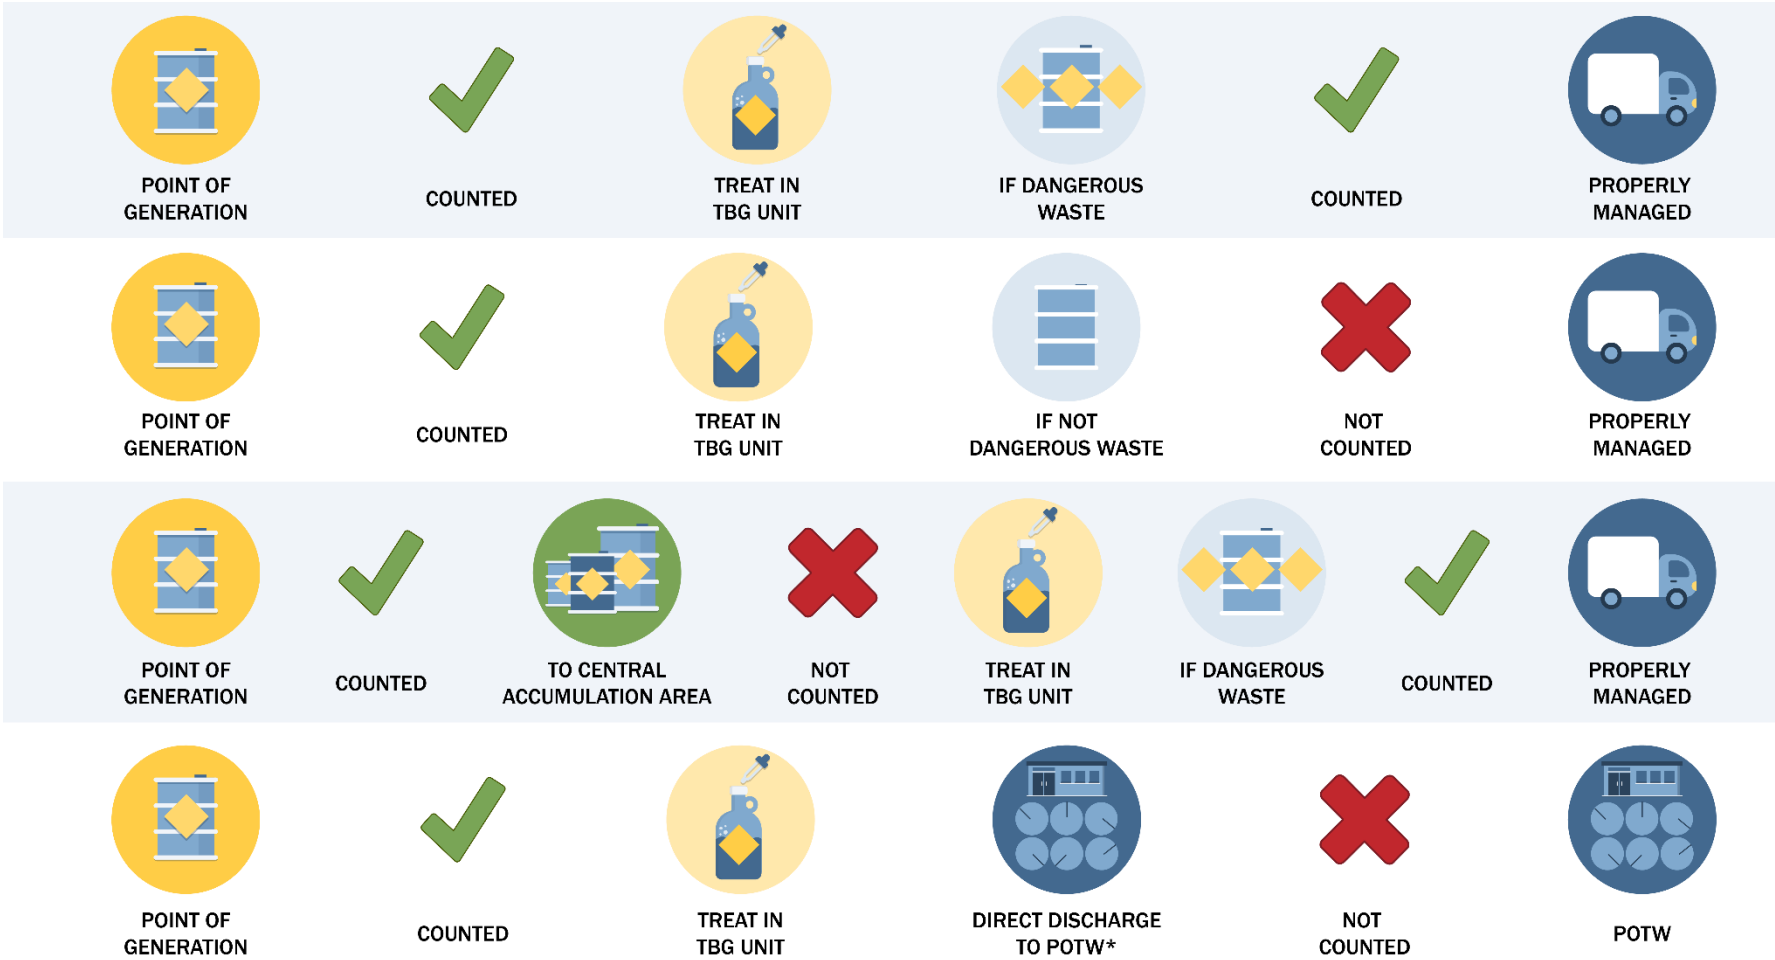 POINT OF
GENERATION
COUNTED
TREAT IN
TBG UNIT
IF DANGEROUS
WASTE
COUNTED
PROPERLY
MANAGED
POINT OF
GENERATION
COUNTED
TREAT IN
TBG UNIT
IF NOT
DANGEROUS WASTE
NOT
COUNTED
PROPERLY
MANAGED
POINT OF
GENERATION
COUNTED
TO CENTRAL
ACCUMULATION AREA
NOT
COUNTED
TREAT IN
TBG UNIT
IF DANGEROUS
WASTE
COUNTED
PROPERLY
MANAGED
POINT OF
GENERATION
COUNTED
TREAT IN
TBG UNIT
DIRECT DISCHARGE
TO POTW*
NOT
COUNTED
POTW